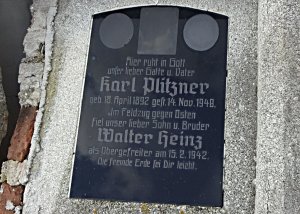 Hier ruht in Gott
unser lieber Gatte u. Vater
Karl Plitzner
geb. 18. April 1892 gest. 14. Nov. 1948.
Im Feldzug gegen Osten
fiel unser lieber Sohn u. Bruder
Walter Heinz
als Obergefreiter am 15. 2. 1942.
Die fremde Erde sei Dir leicht.